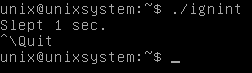 unix@unixsystem:~$ ./ignint
Slept 1 sec.
^\Quit
unix@unixsystem:~$ _